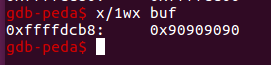 gdb-peda$ x/1wx buf
0xffffdcb8: 0x90909090
gdb-peda$